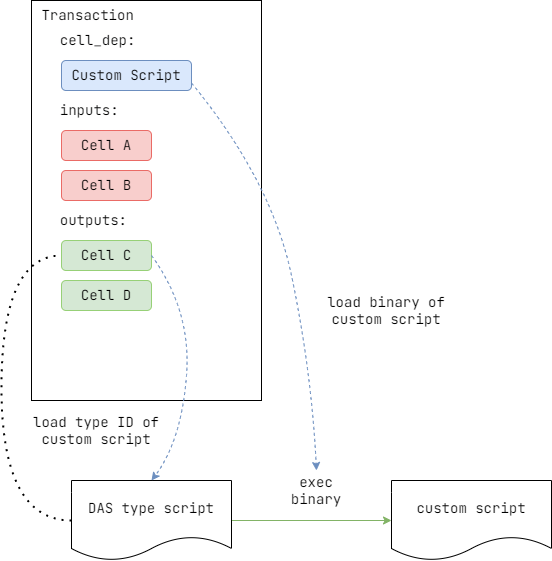 Transaction
cell_dep:
Custom Script
inputs:
Cell A
Cell B
outputs:
Cell C
Cell D
load binary of
custom script
load type ID of
custom script
exec
binary
DAS type script
custom script